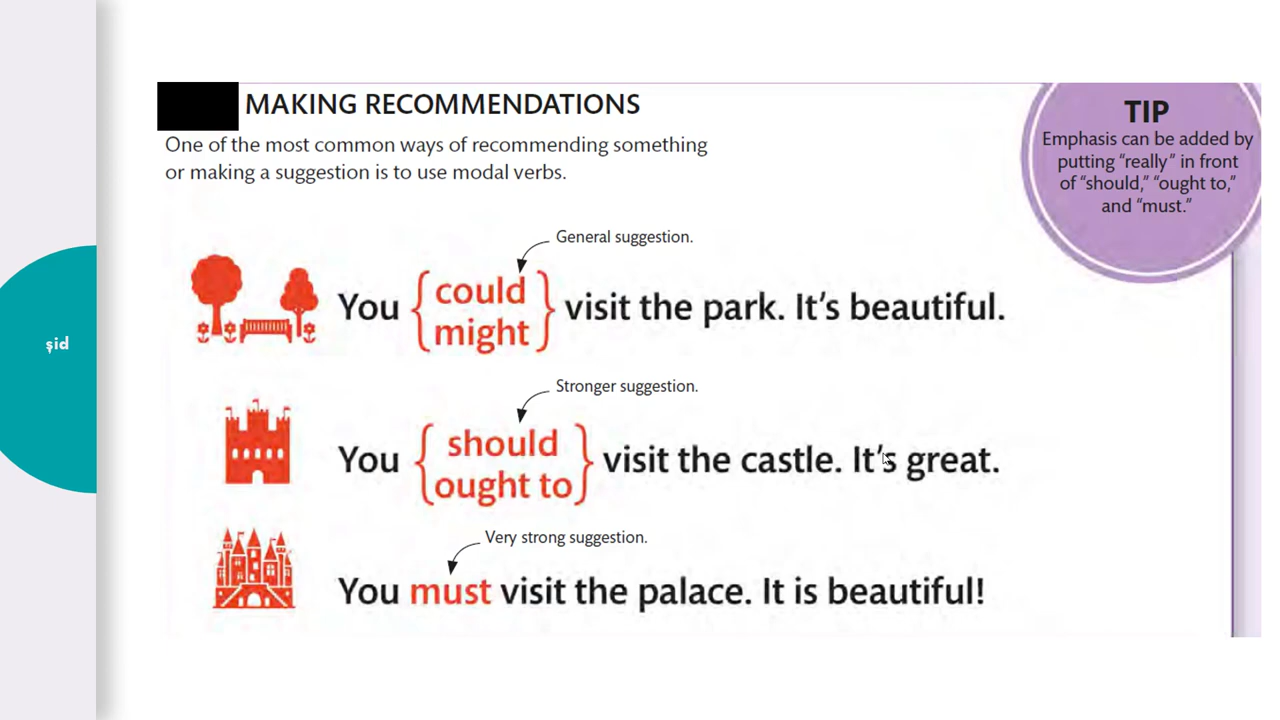 MAKING RECOMMENDATIONS
One of the most common ways of recommending something
or making a suggestion is to use modal verbs.
TIP
Emphasis can be added by
putting “really” in front
of “should,” “ought to,”
and “must.”
General suggestion.
You { could might } visit the park. It’s beautiful.
Stronger suggestion.
You { should ought to } visit the castle. It’s great.
Very strong suggestion.
You must visit the palace. It is beautiful!
şid